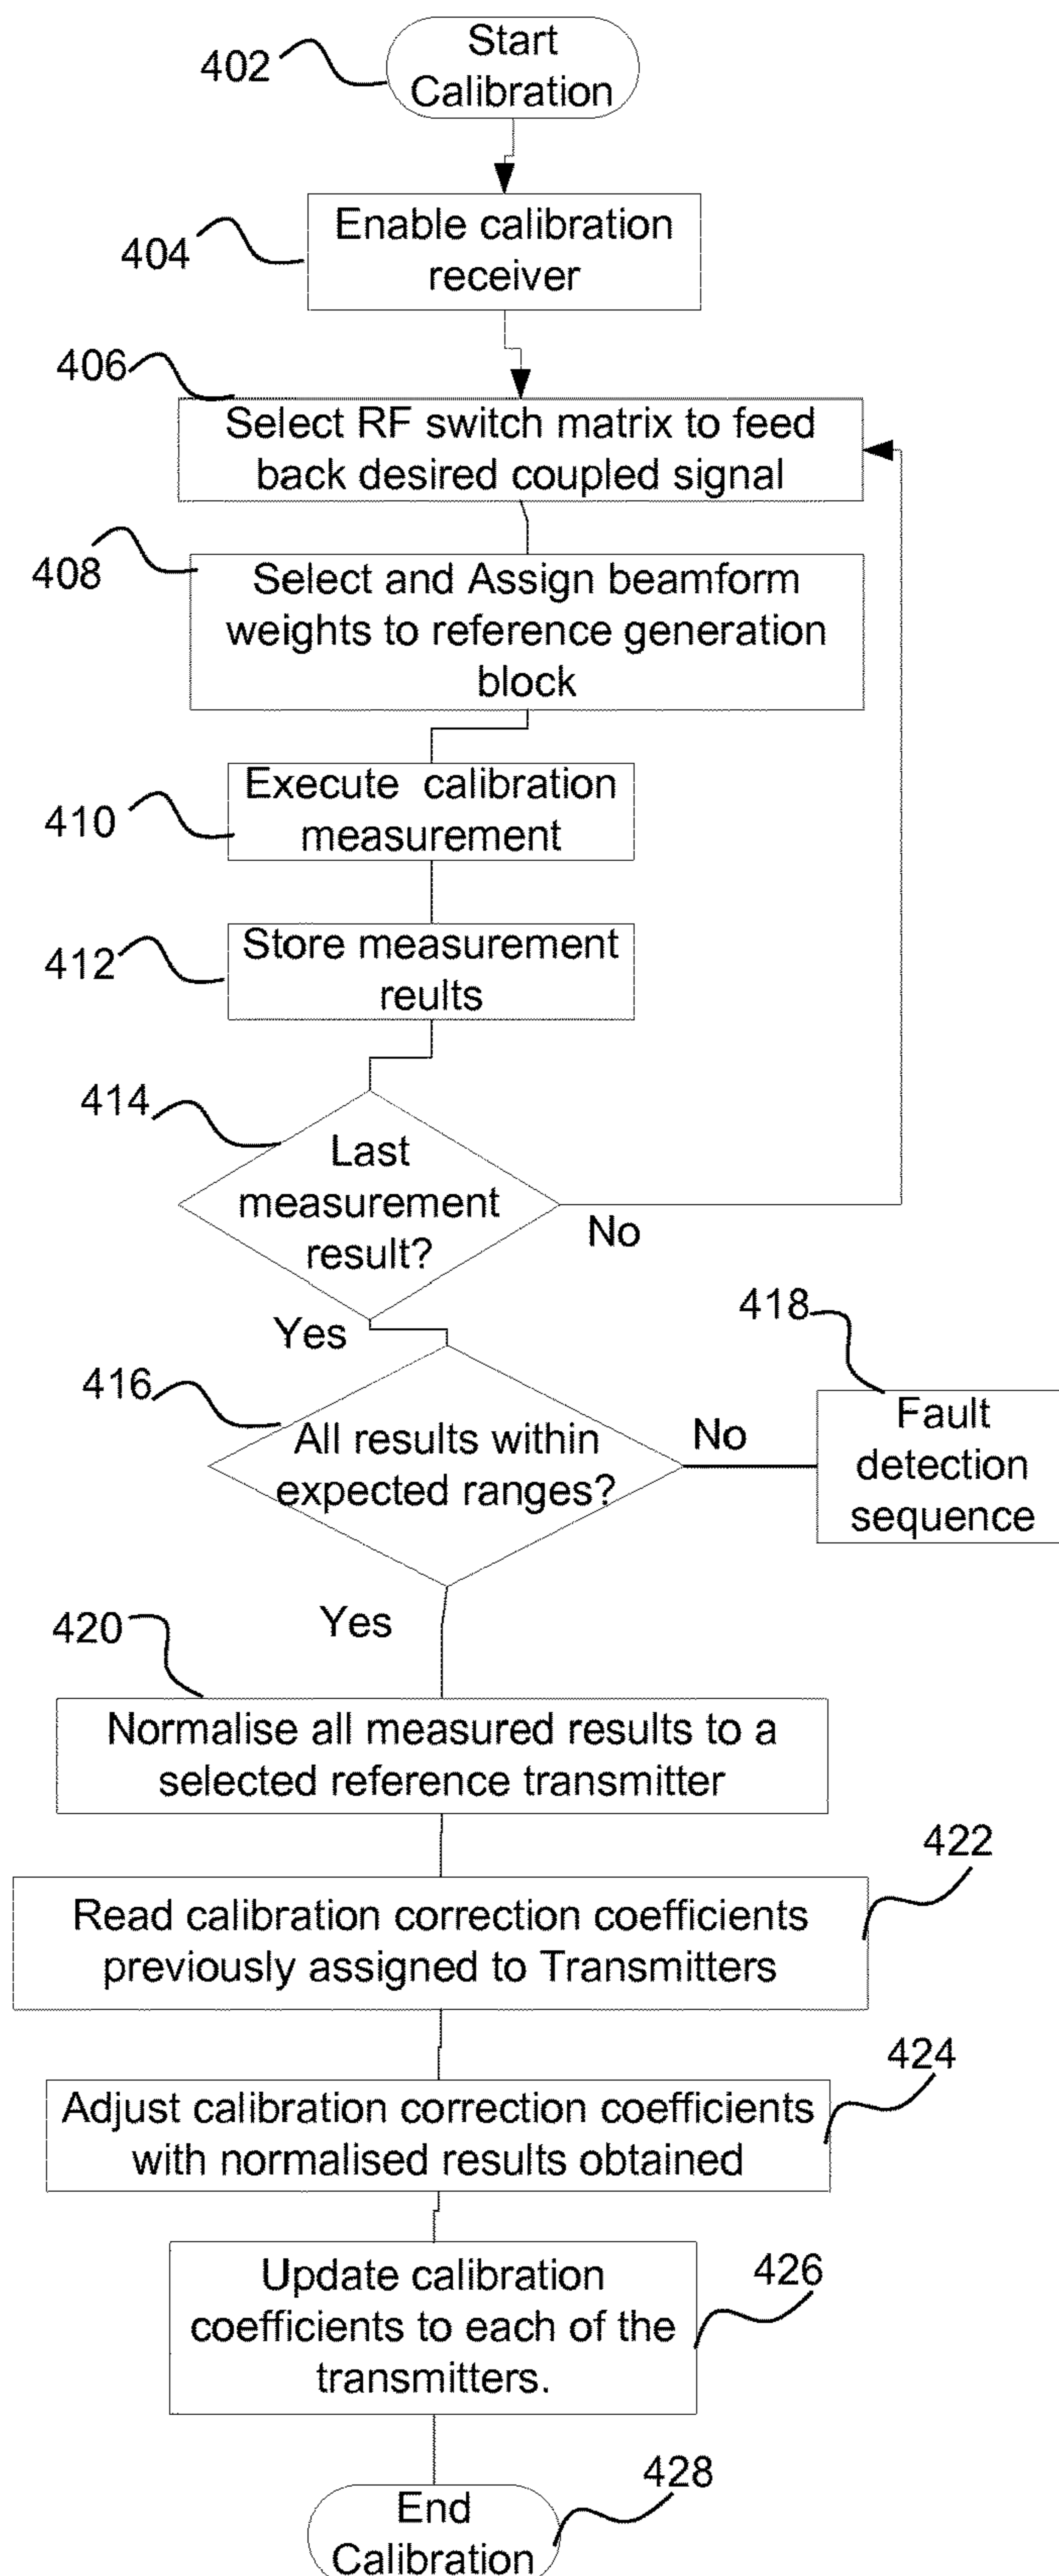 402
Start
Calibration
404
Enable calibration
receiver
406
Select RF switch matrix to feed
back desired coupled signal
408
Select and Assign beamform
weights to reference generation
block
410
Execute calibration
measurement
412
Store measurement
reults
414
Last
measurement
result?
No
Yes
418
416
All results within
expected ranges?
No
Fault
detection
sequence
Yes
420
Normalise all measured results to a
selected reference transmitter
422
Read calibration correction coefficients
previously assigned to Transmitters
424
Adjust calibration correction coefficients
with normalised results obtained
426
Update calibration
coefficients to each of the
transmitters.
428
End
Calibration